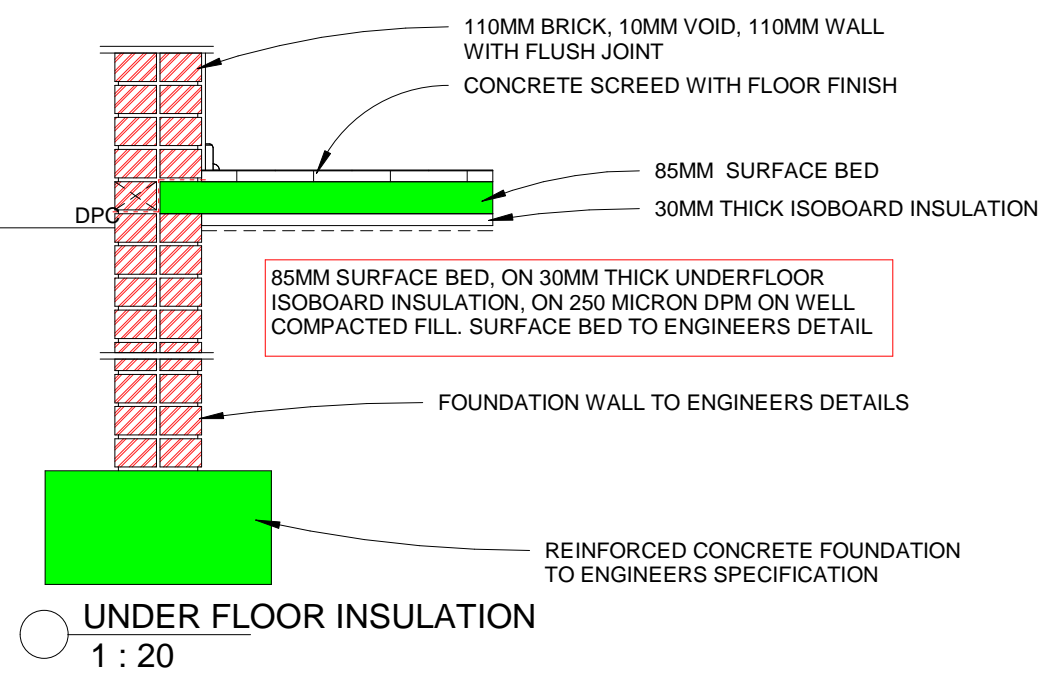 110MM BRICK, 10MM VOID, 110MM WALL
WITH FLUSH JOINT
CONCRETE SCREED WITH FLOOR FINISH
85MM SURFACE BED
DPC
30MM THICK ISOBOARD INSULATION
85MM SURFACE BED, ON 30MM THICK UNDERFLOOR
ISOBOARD INSULATION, ON 250 MICRON DPM ON WELL
COMPACTED FILL. SURFACE BED TO ENGINEERS DETAIL
FOUNDATION WALL TO ENGINEERS DETAILS
REINFORCED CONCRETE FOUNDATION
TO ENGINEERS SPECIFICATION
UNDER FLOOR INSULATION
1 : 20